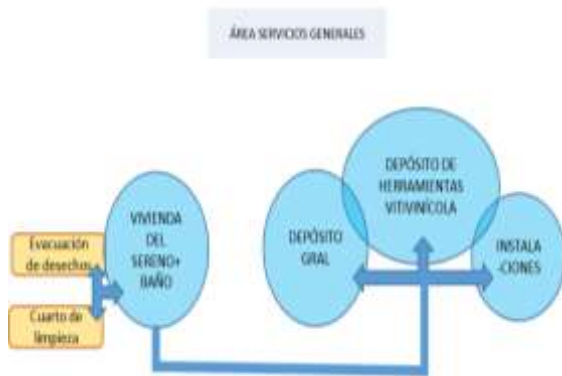 ÁREA SERVICIOS GENERALES
DEPÓSITO DE
HERRAMIENTAS
VITIVINÍCOLA
VIVIENDA
DEL
SERENO+
BAÑO
DEPÓSITO
GRAL
INSTALA
-CIONES
Evacuación
de desechos
Cuarto de
limpieza